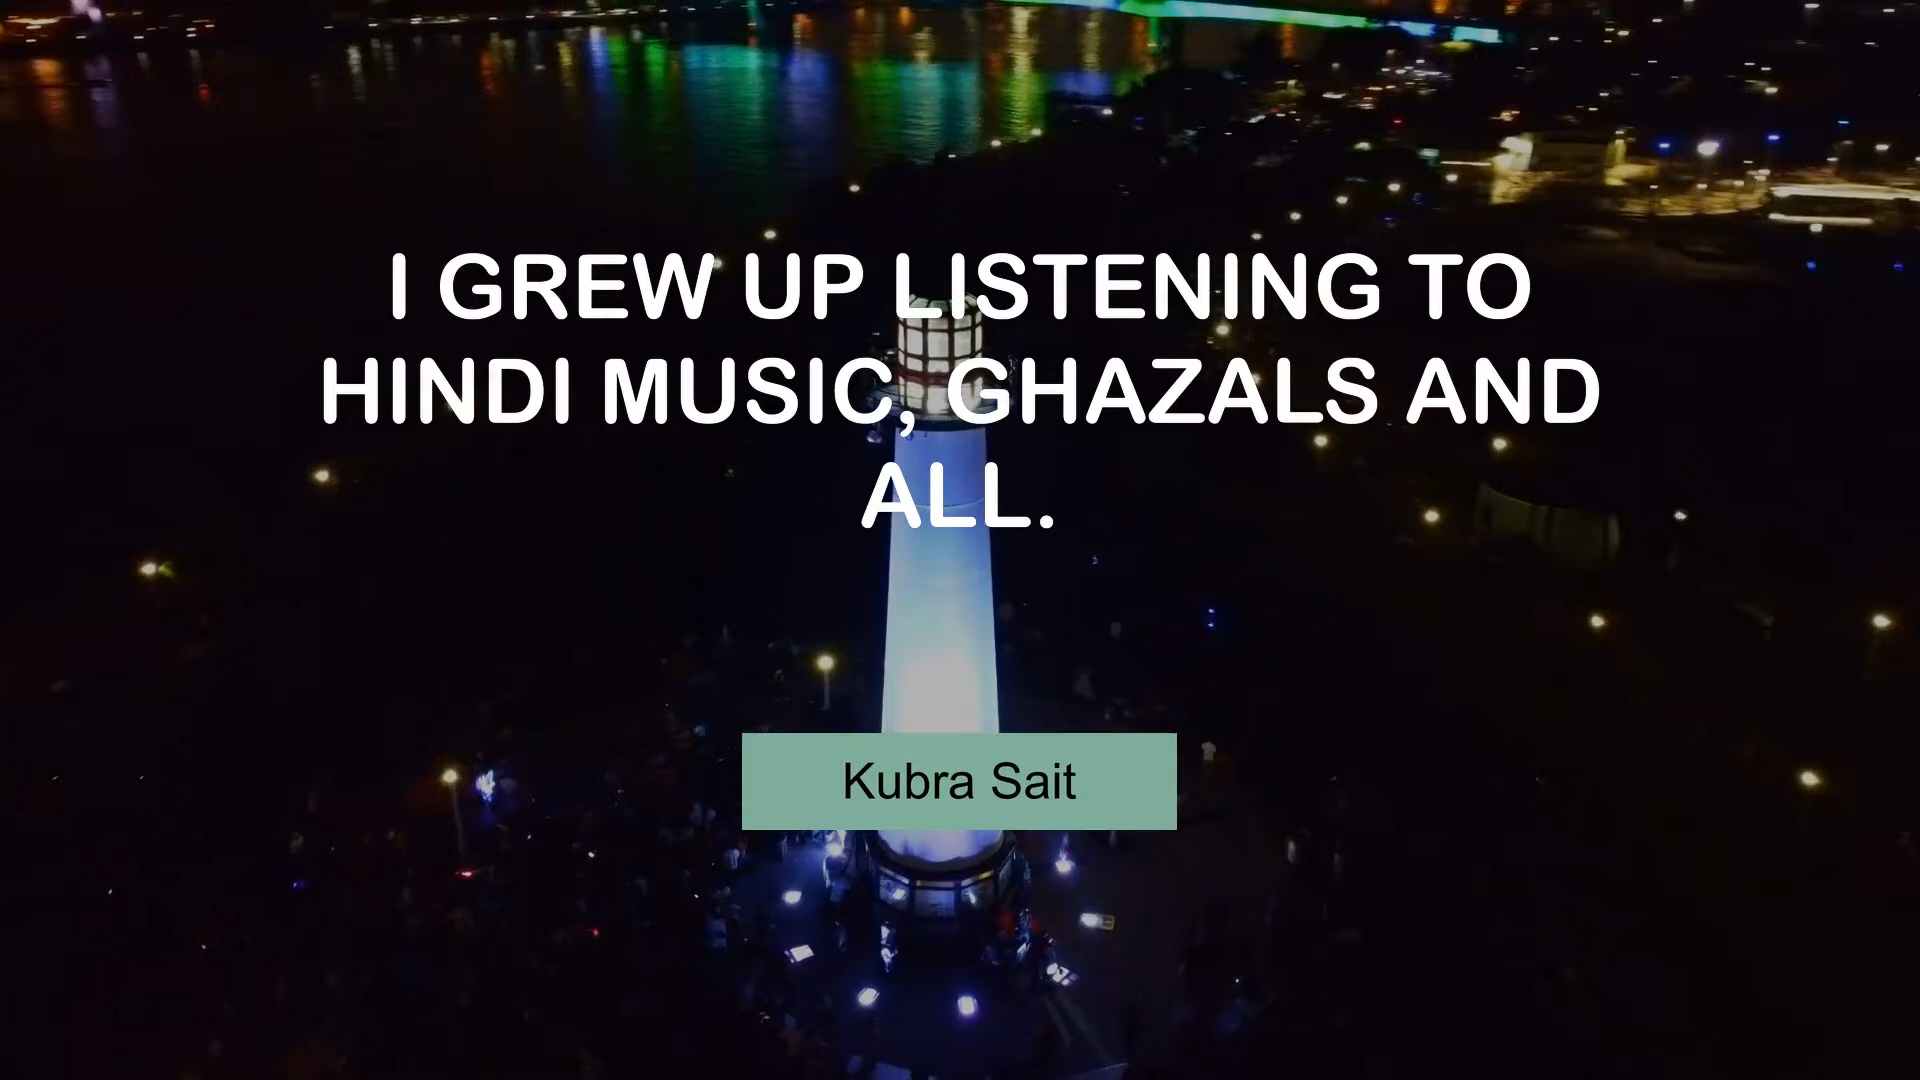 I GREW UP LISTENING TO
HINDI MUSIC, GHAZALS AND
ALL.
Kubra Sait